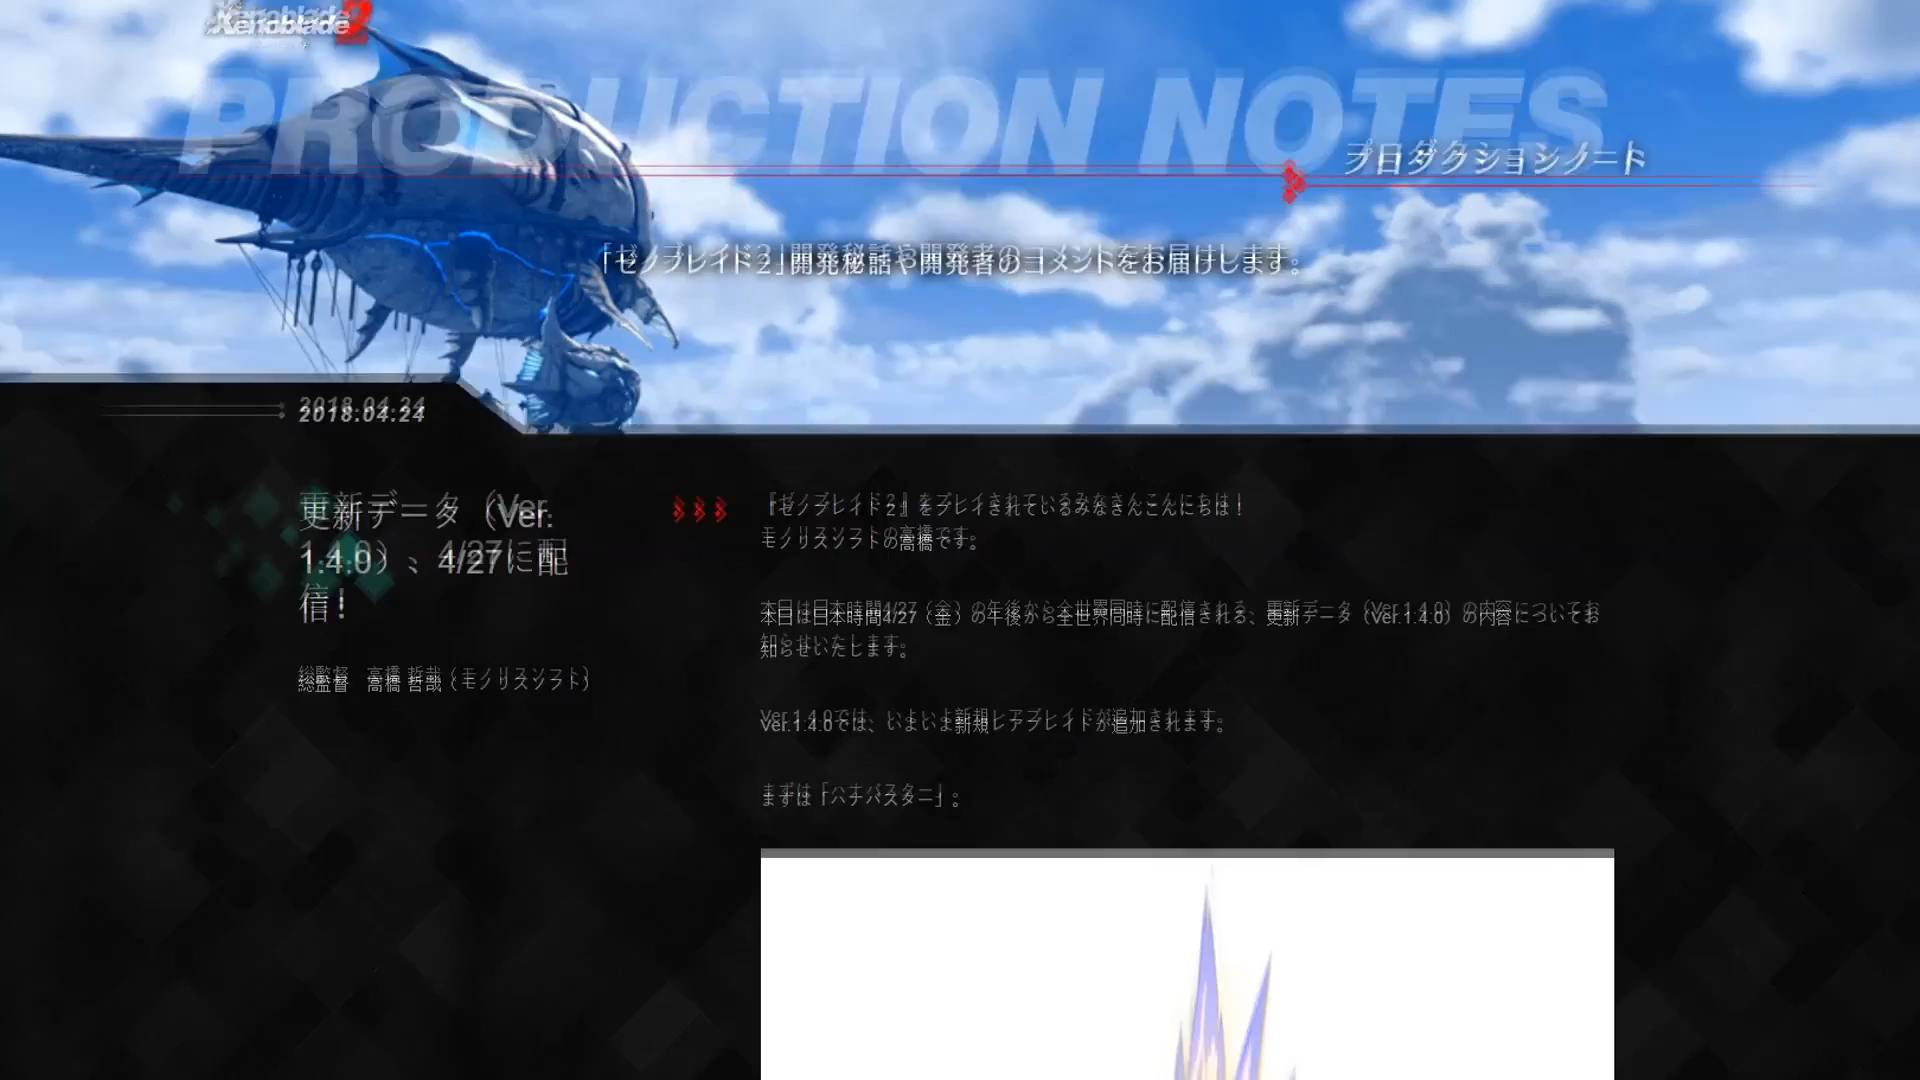 Xenoblade2
PRODUCTION NOTES
プロダクションノート
「ゼノブレイド2」開発秘話や開発者のコメントをお届けします。
2018.04.24
更新データ（Ver.
1.4.0）、4/27に配
信！
総監督　高橋 哲哉（モノリスソフト）
『ゼノブレイド２』をプレイされているみなさんこんにちは！
モノリスソフトの高橋です。
本日は日本時間4/27（金）の午後から全世界同時に配信される、更新データ（Ver.1.4.0）の内容についてお
知らせいたします。
Ver.1.4.0では、いよいよ新規レアブレイドが追加されます。
まずは「ハナバスター」。